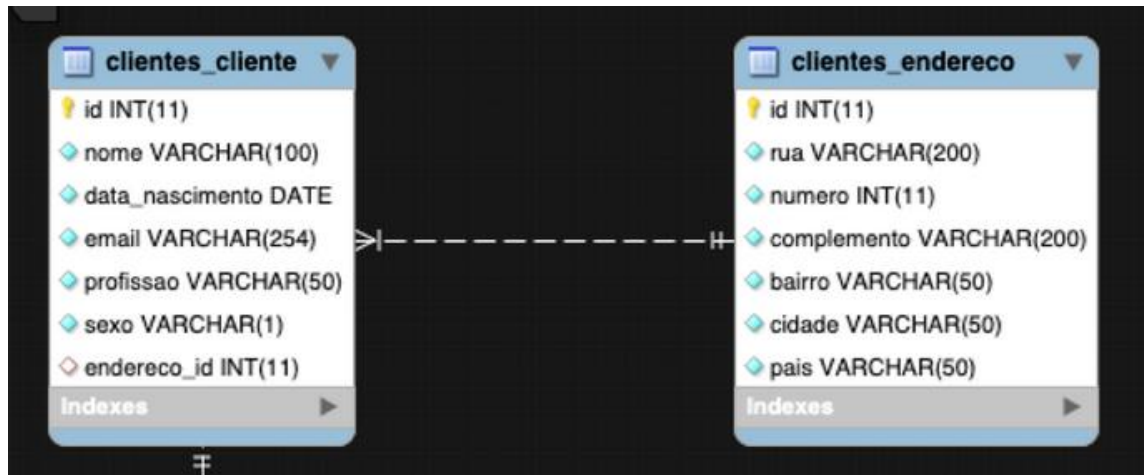 clientes_cliente
id INT(11)
nome VARCHAR(100)
data_nascimento DATE
email VARCHAR(254)
profissao VARCHAR(50)
sexo VARCHAR(1)
endereco_id INT(11)
Indexes
clientes_endereco
id INT(11)
rua VARCHAR(200)
numero INT(11)
complemento VARCHAR(200)
bairro VARCHAR(50)
cidade VARCHAR(50)
pais VARCHAR(50)
Indexes